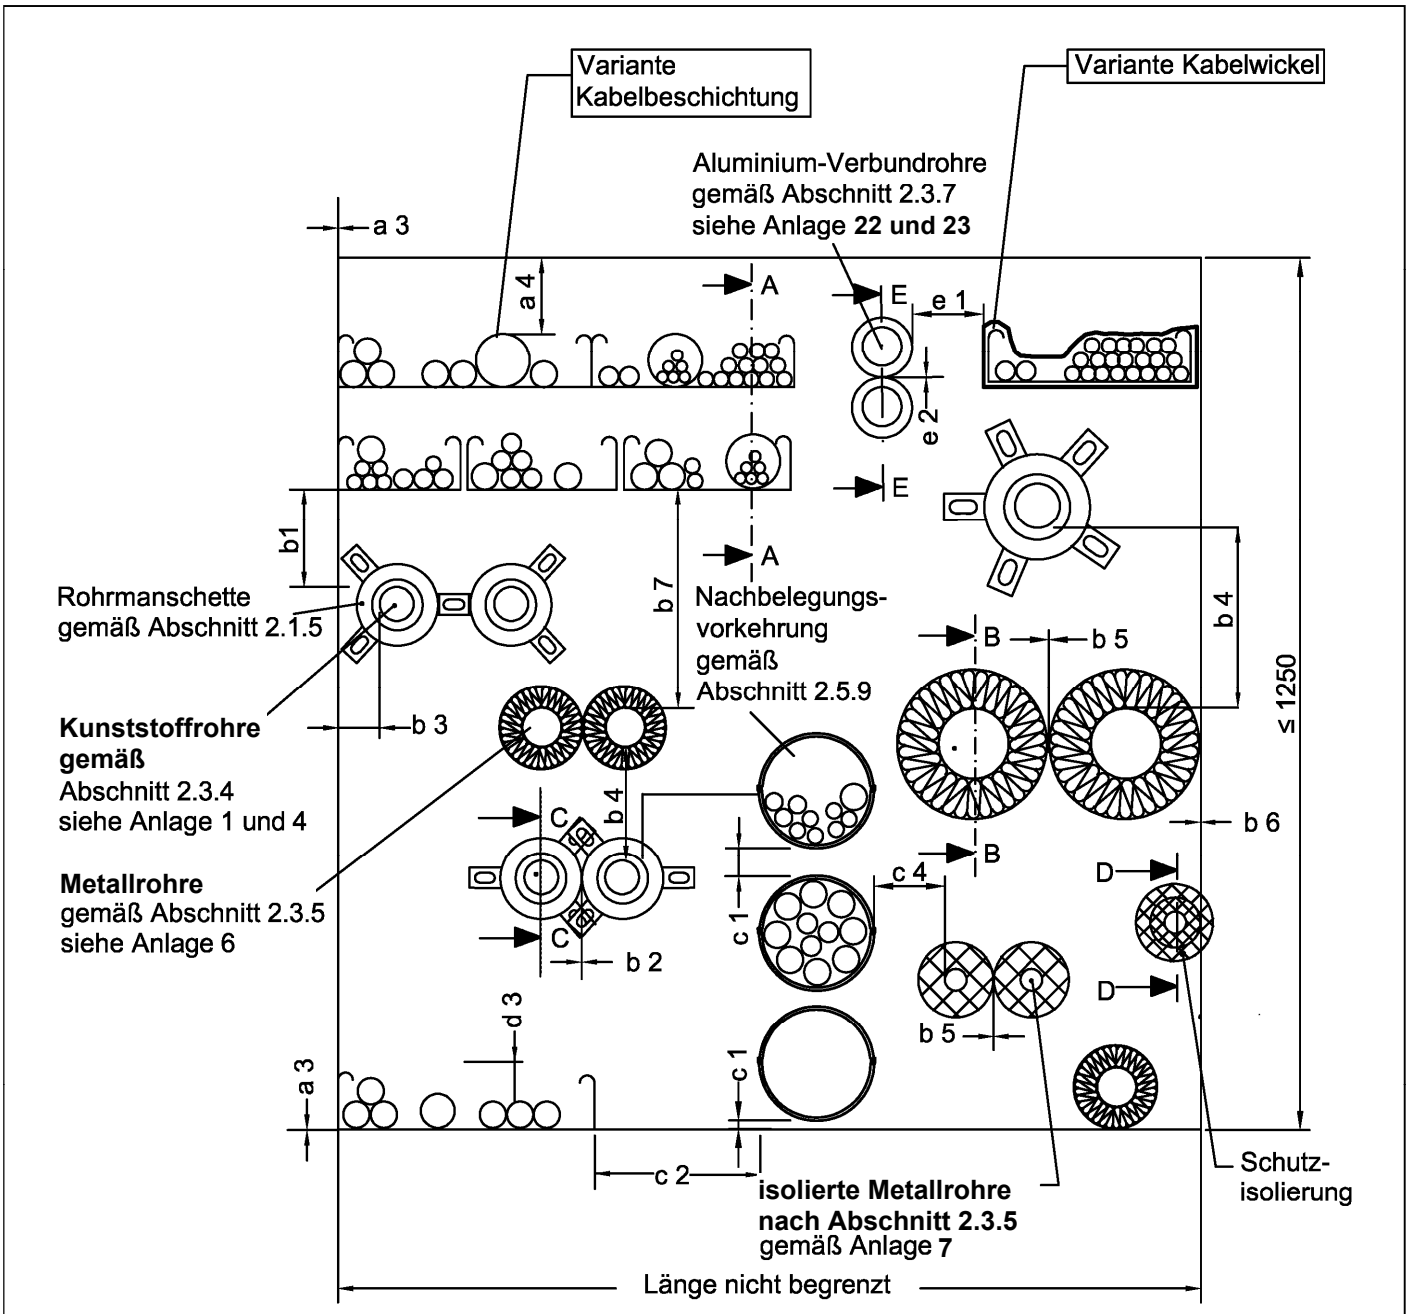 Variante
Kabelbeschichtung
Variante Kabelwickel
Aluminium-Verbundrohre
gemäß Abschnitt 2.3.7
siehe Anlage 22 und 23
a 3
a 4
A
E
e 1
e 2
E
A
b1
b 7
Rohrmanschette
gemäß Abschnitt 2.1.5
Nachbelegungs-
vorkehrung
gemäß
Abschnitt 2.5.9
b 4
B
b 5
≤ 1250
b 3
Kunststoffrohre
gemäß
Abschnitt 2.3.4
siehe Anlage 1 und 4
C
b 4
b 6
B
Metallrohre
gemäß Abschnitt 2.3.5
siehe Anlage 6
C
b 2
c 1
c 4
D
D
b 5
d 3
a 3
c 1
c 2
isolierte Metallrohre
nach Abschnitt 2.3.5
gemäß Anlage 7
Schutz-
isolierung
Länge nicht begrenzt